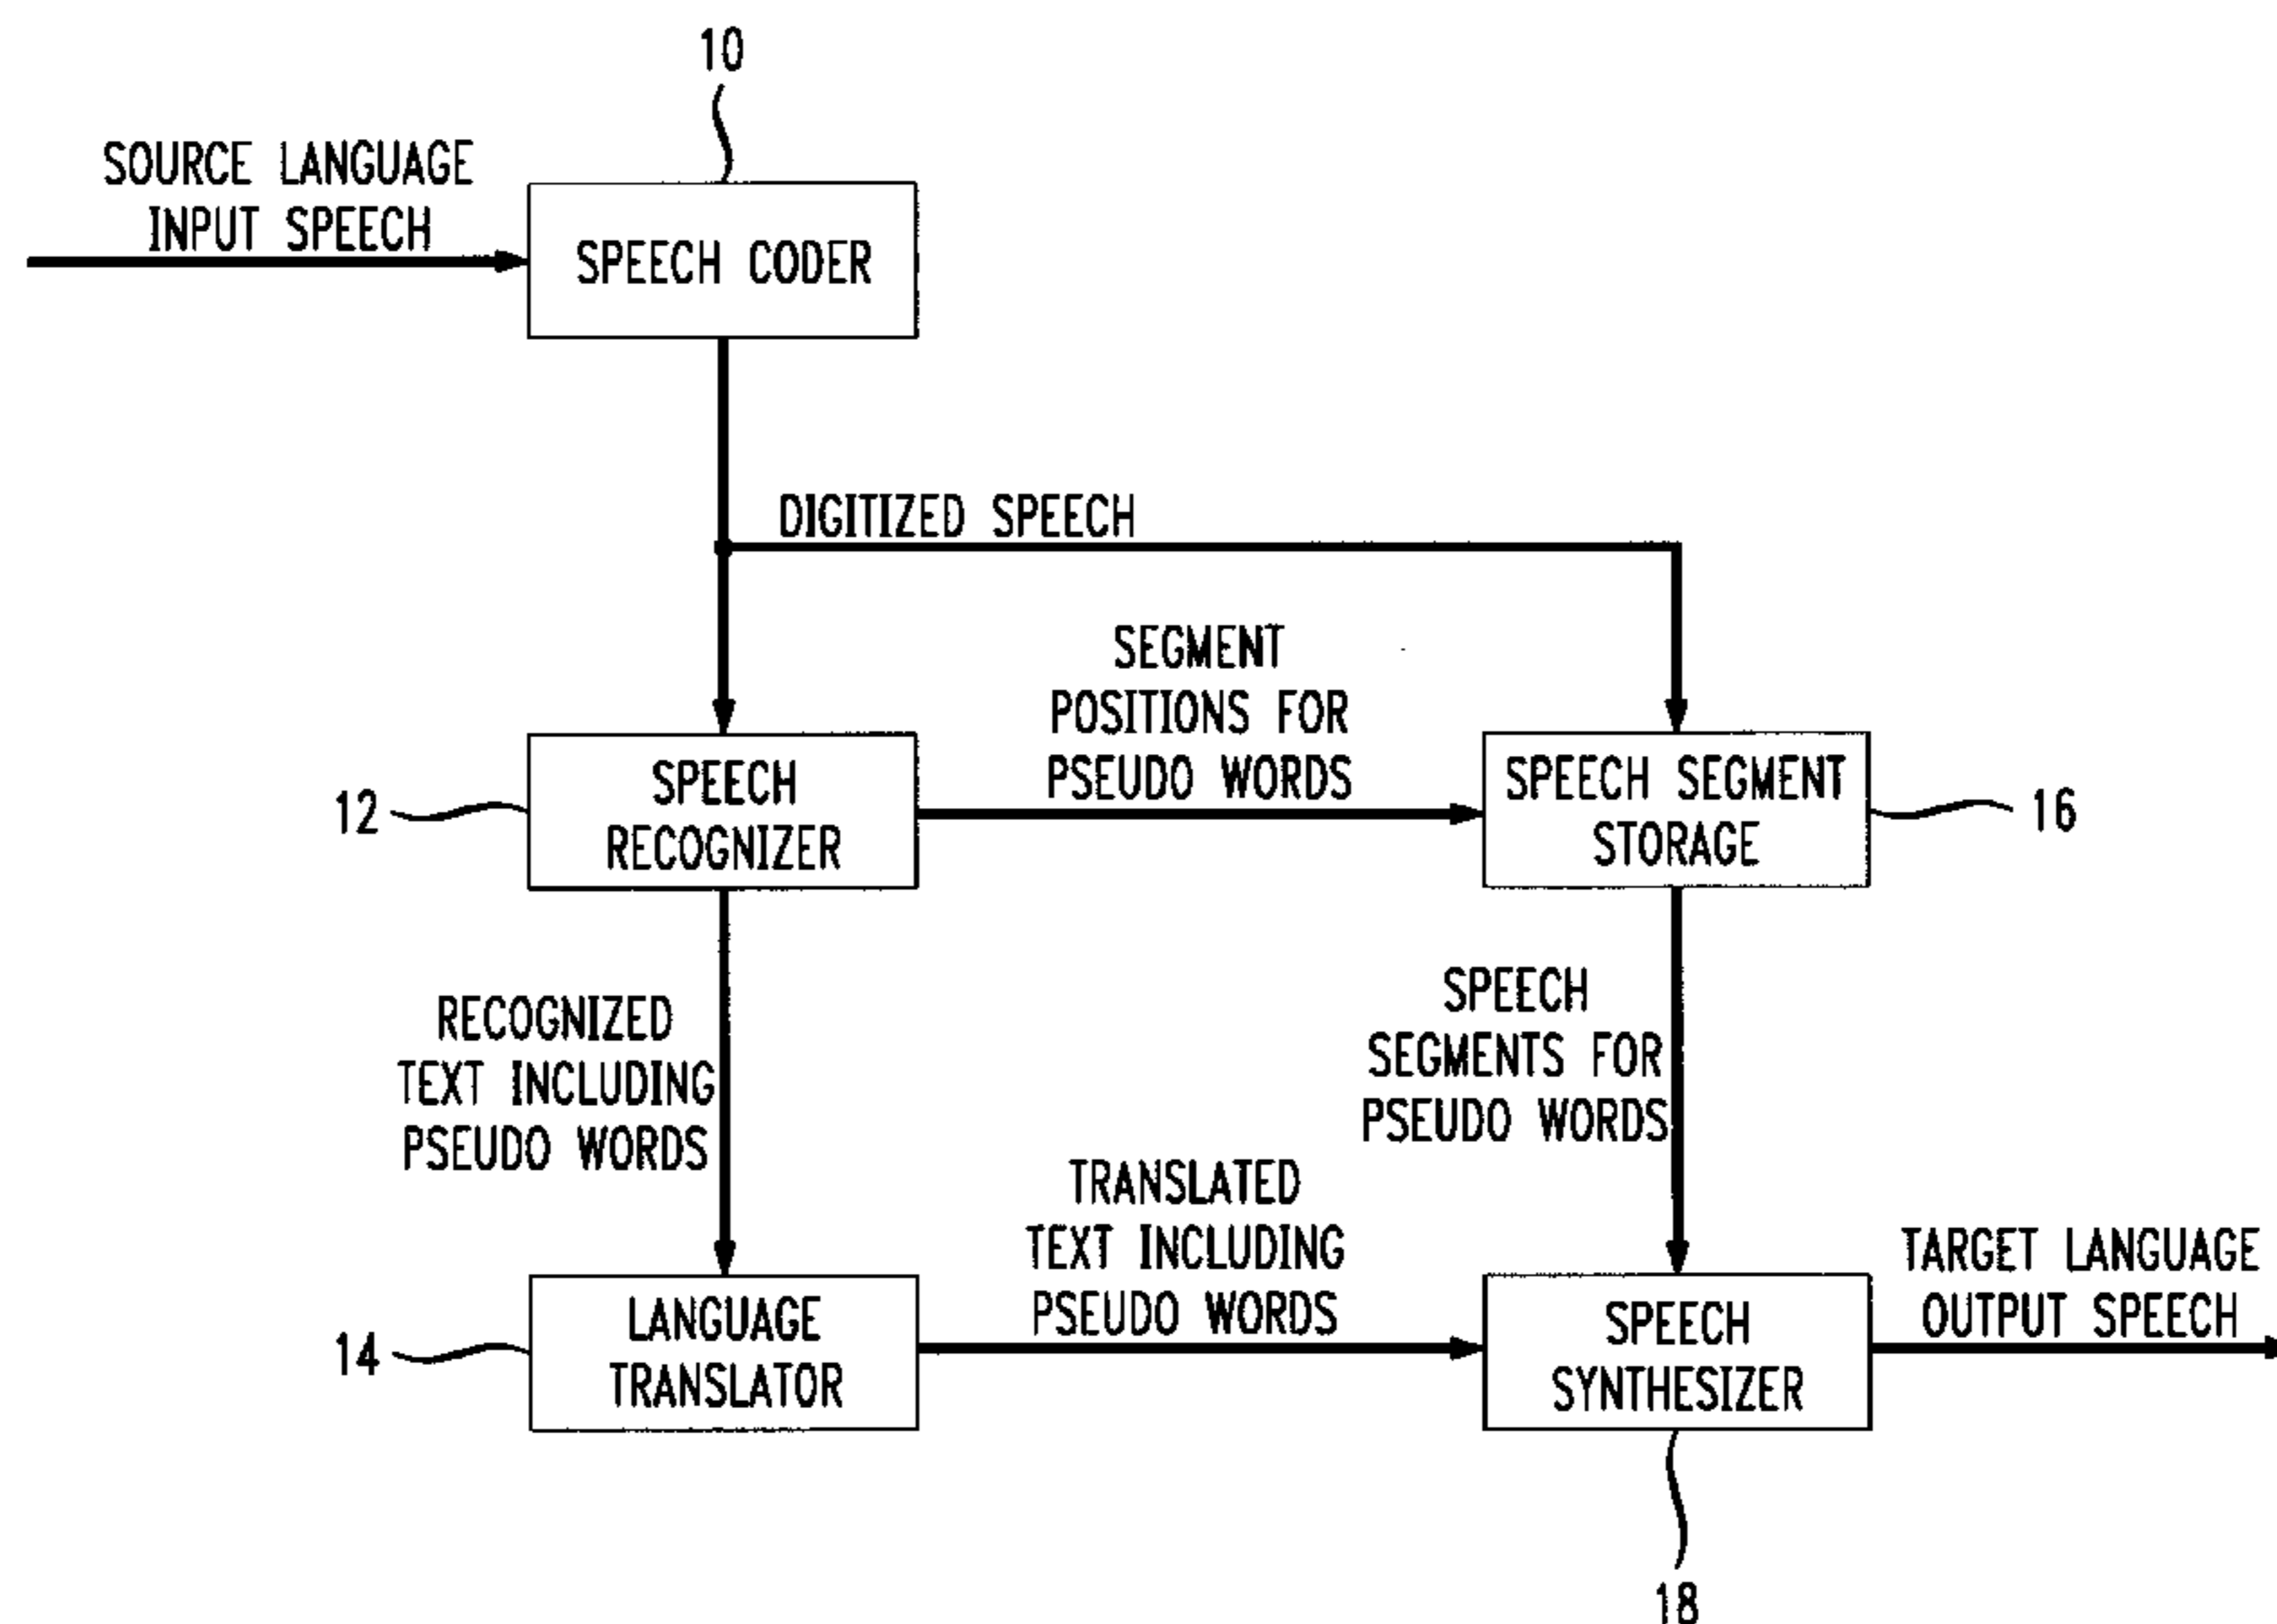 10
SOURCE LANGUAGE
INPUT SPEECH
SPEECH CODER
DIGITIZED SPEECH
SEGMENT
POSITIONS FOR
PSEUDO WORDS
12
SPEECH
RECOGNIZER
SPEECH SEGMENT
STORAGE
16
RECOGNIZED
TEXT INCLUDING
PSEUDO WORDS
SPEECH
SEGMENTS FOR
PSEUDO WORDS
TRANSLATED
TEXT INCLUDING
PSEUDO WORDS
TARGET LANGUAGE
OUTPUT SPEECH
14
LANGUAGE
TRANSLATOR
SPEECH
SYNTHESIZER
18